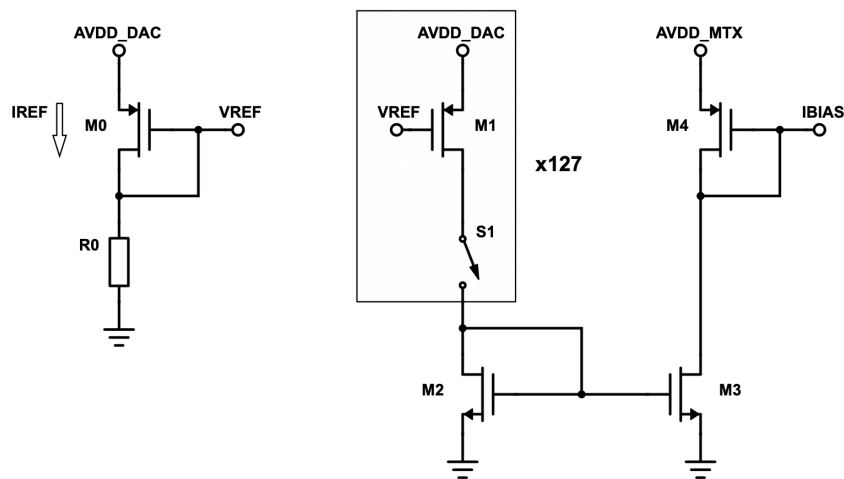 AVDD_DAC
AVDD_DAC
AVDD_MTX
IREF
M0
VREF
VREF
M1
M4
IBIAS
x127
R0
S1
M2
M3